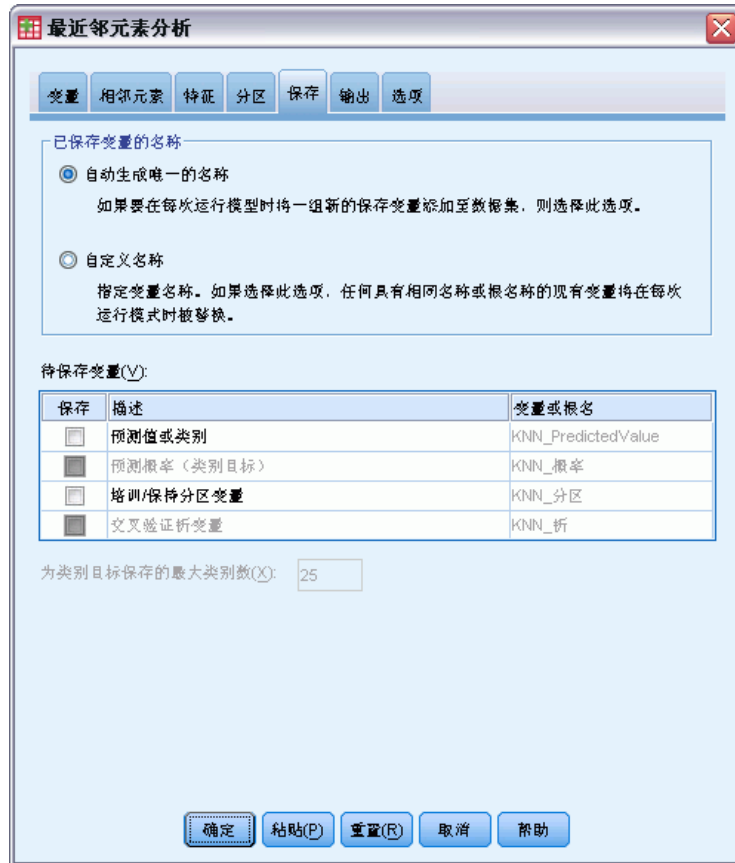 最近邻元素分析
变量 相邻元素 特征 分区 保存 输出 选项
已保存变量的名称
自动生成唯一的名称
如果要在每次运行模型时将一组新的保存变量添加至数据集，则选择此选项。
自定义名称
指定变量名称。如果选择此选项，任何具有相同名称或根名称的现有变量将在每次
运行模式时被替换。
待保存变量(V):
保存 描述 变量或根名
预测值或类别 KNN_PredictedValue
预测概率（类别目标） KNN_概率
培训/保持分区变量 KNN_分区
交叉验证折变量 KNN_折
为类别目标保存的最大类别数(X): 25
确定 粘贴(P) 重置(R) 取消 帮助